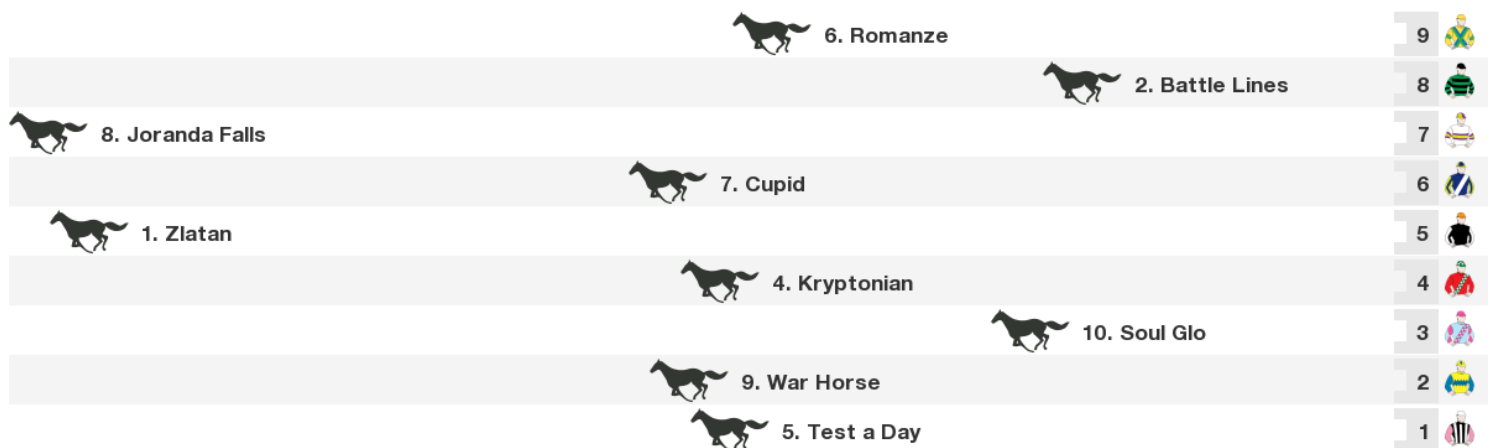 6. Romanze 9
2. Battle Lines 8
8. Joranda Falls 7
7. Cupid 6
1. Zlatan 5
4. Kryptonian 4
10. Soul Glo 3
9. War Horse 2
5. Test a Day 1